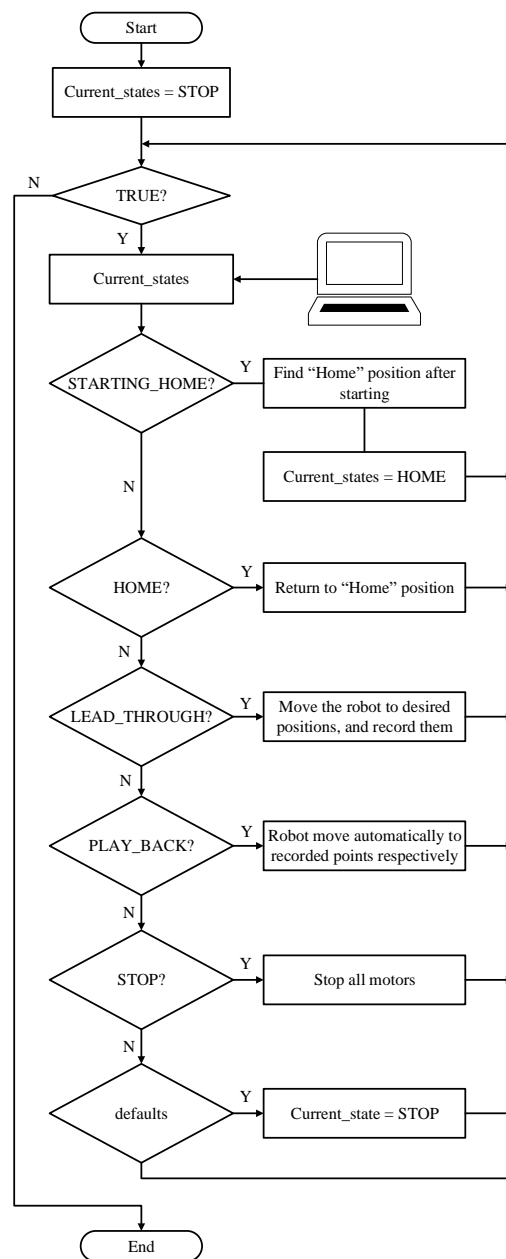 Start
Current_states = STOP
N
TRUE?
Y
Current_states
STARTING_HOME?
Y
Find “Home” position after
starting
Current_states = HOME
N
HOME?
Y
Return to “Home” position
N
LEAD_THROUGH?
Y
Move the robot to desired
positions, and record them
N
PLAY_BACK?
Y
Robot move automatically to
recorded points respectively
N
STOP?
Y
Stop all motors
N
defaults
Y
Current_state = STOP
End